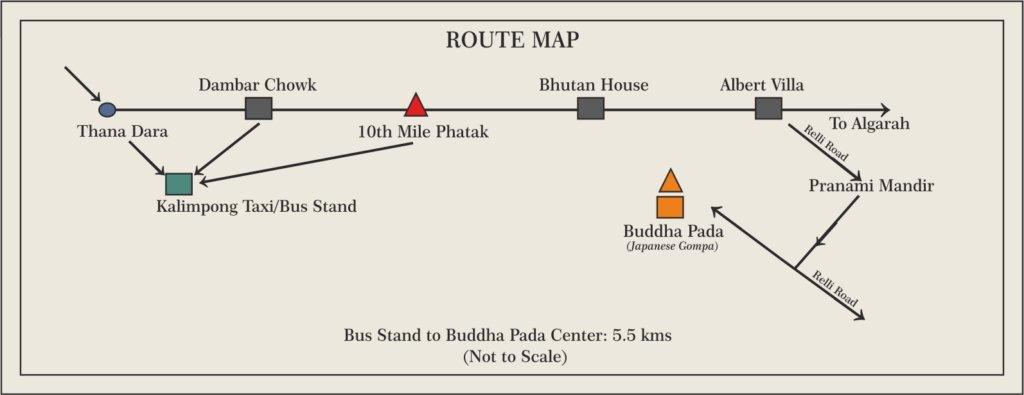 ROUTE MAP
Dambar Chowk
Bhutan House
Albert Villa
Thana Dara
10th Mile Phatak
To Algarah
Relli Road
Pranami Mandir
Kalimpong Taxi/Bus Stand
Buddha Pada
(Japanese Gompa)
Relli Road
Bus Stand to Buddha Pada Center: 5.5 kms
(Not to Scale)